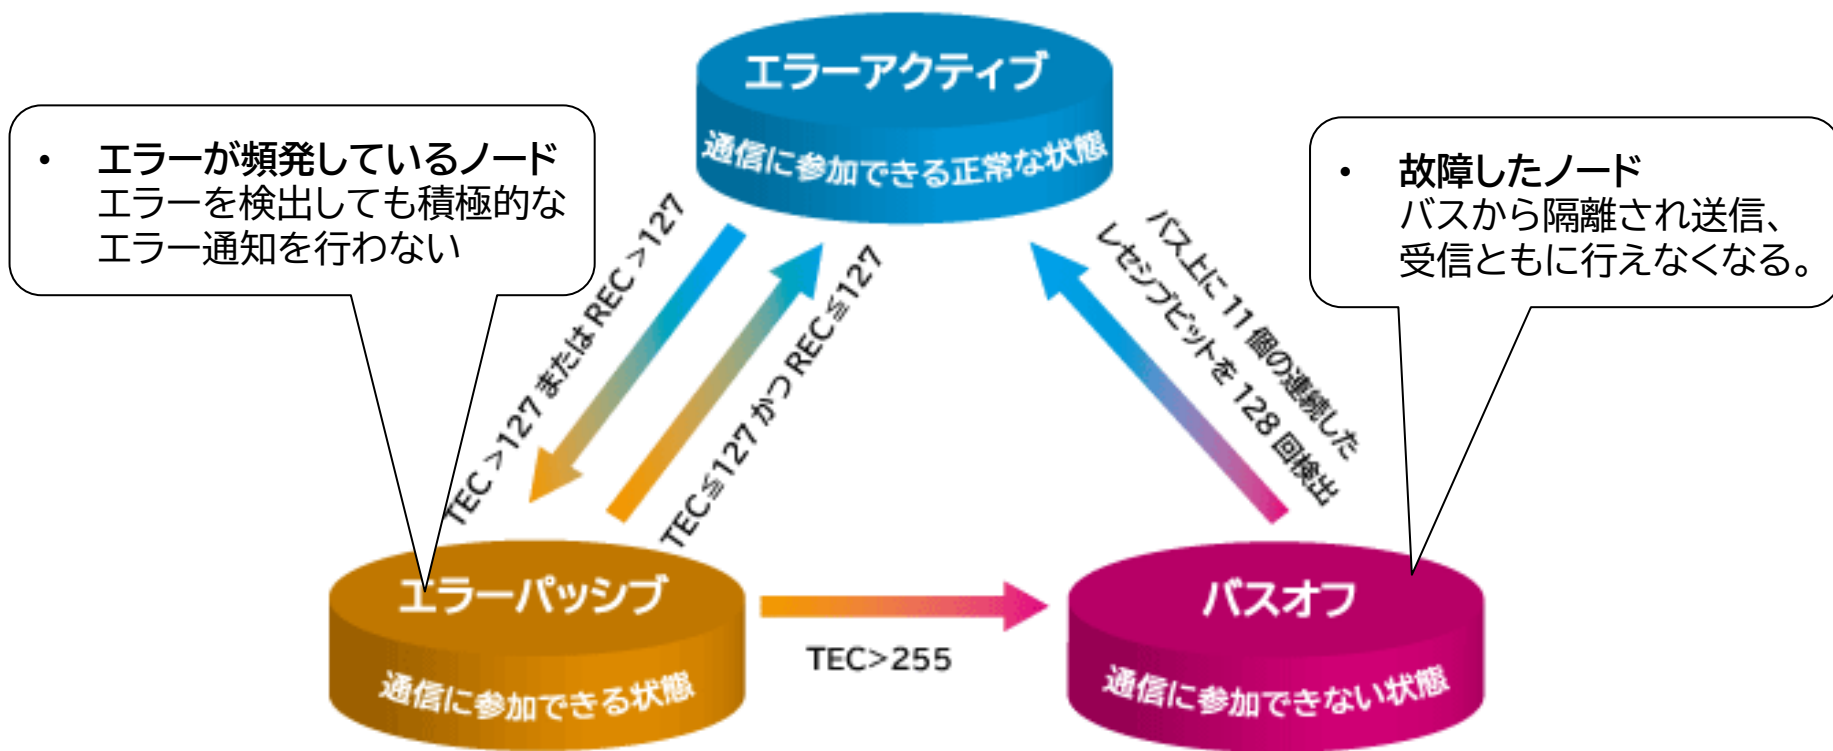 エラーアクティブ
通信に参加できる正常な状態
• エラーが頻発しているノード
エラーを検出しても積極的な
エラー通知を行わない
• 故障したノード
バスから隔離され送信、
受信ともに行えなくなる。
TEC >127 または REC >127
TEC≦127 かつ REC≦127
バス上に 11 個の連続した
レセシブビットを 128 回検出
エラーパッシブ
通信に参加できる状態
TEC>255
バスオフ
通信に参加できない状態